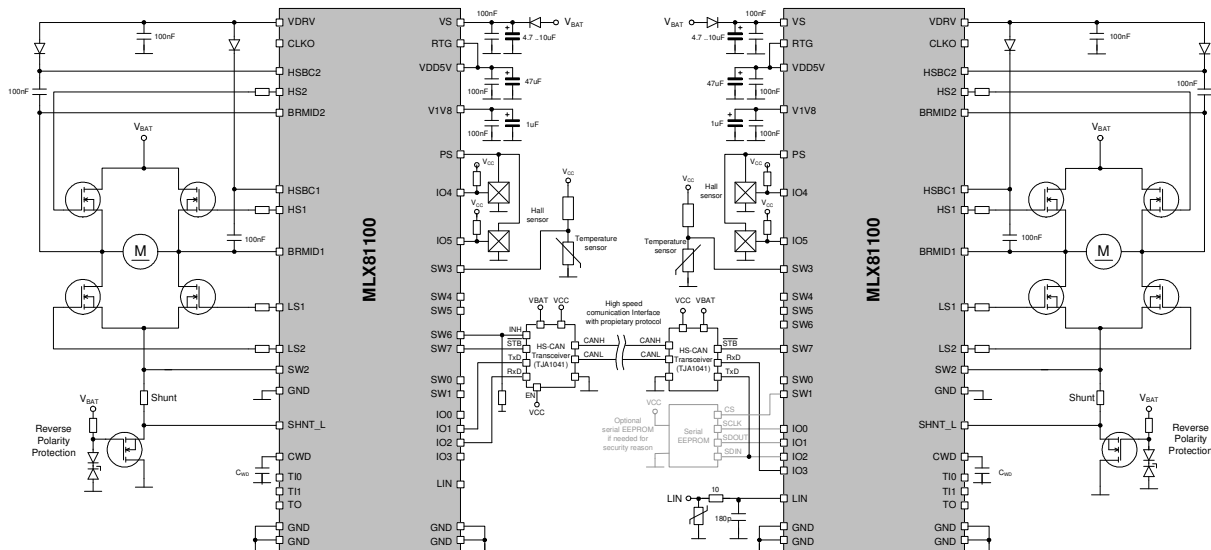 VDRV
CLKO
HSBC2
HS2
BRMID2
HSBC1
HS1
BRMID1
LS1
LS2
SW2
GND
SHNT_L
CWD
TI0
TI1
TO
GND
GND
MLX81100
VS
RTG
VDD5V
V1V8
PS
IO4
IO5
SW3
SW4
SW5
SW6
SW7
SW0
SW1
IO0
IO1
IO2
IO3
LIN
GND
GND
100nF
100nF
100nF
VBAT
M
Shunt
VBAT
Reverse
Polarity
Protection
CWD
100nF
4.7 ..10uF
VBAT
100nF
47uF
100nF
1uF
VCC
VCC
VCC
Hall
sensor
Temperature
sensor
VBAT VCC
INH
STB
TxD
RxD
EN
VCC
HS-CAN
Transceiver
(TJA1041)
CANH
CANL
High speed
comunication Interface
with propietary protocol
CANH
CANL
VCC VBAT
HS-CAN
Transceiver
(TJA1041)
STB
RxD
TxD
Optional
serial EEPROM
if needed for
security reason
VCC
Serial
EEPROM
CS
SCLK
SDOUT
SDIN
LIN
10
180p
VBAT
100nF
4.7 ..10uF
47uF
100nF
1uF
100nF
VCC
VCC
VCC
Hall
sensor
Temperature
sensor
VS
RTG
VDD5V
V1V8
PS
IO4
IO5
SW3
SW4
SW5
SW6
SW7
SW0
SW1
IO0
IO1
IO2
IO3
LIN
GND
GND
MLX81100
VDRV
CLKO
HSBC2
HS2
BRMID2
HSBC1
HS1
BRMID1
LS1
LS2
SW2
GND
SHNT_L
CWD
TI0
TI1
TO
GND
GND
100nF
100nF
100nF
VBAT
M
Shunt
VBAT
Reverse
Polarity
Protection
CWD